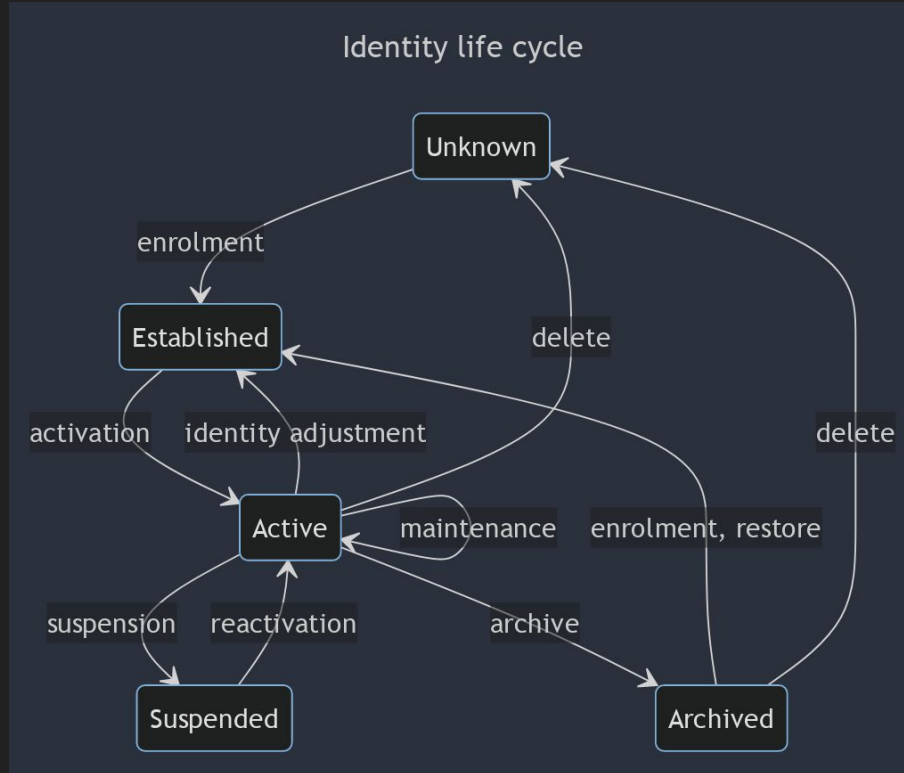 Identity life cycle
Unknown
enrolment
Established
delete
activation
identity adjustment
delete
Active
maintenance
enrolment, restore
suspension
reactivation
archive
Suspended
Archived